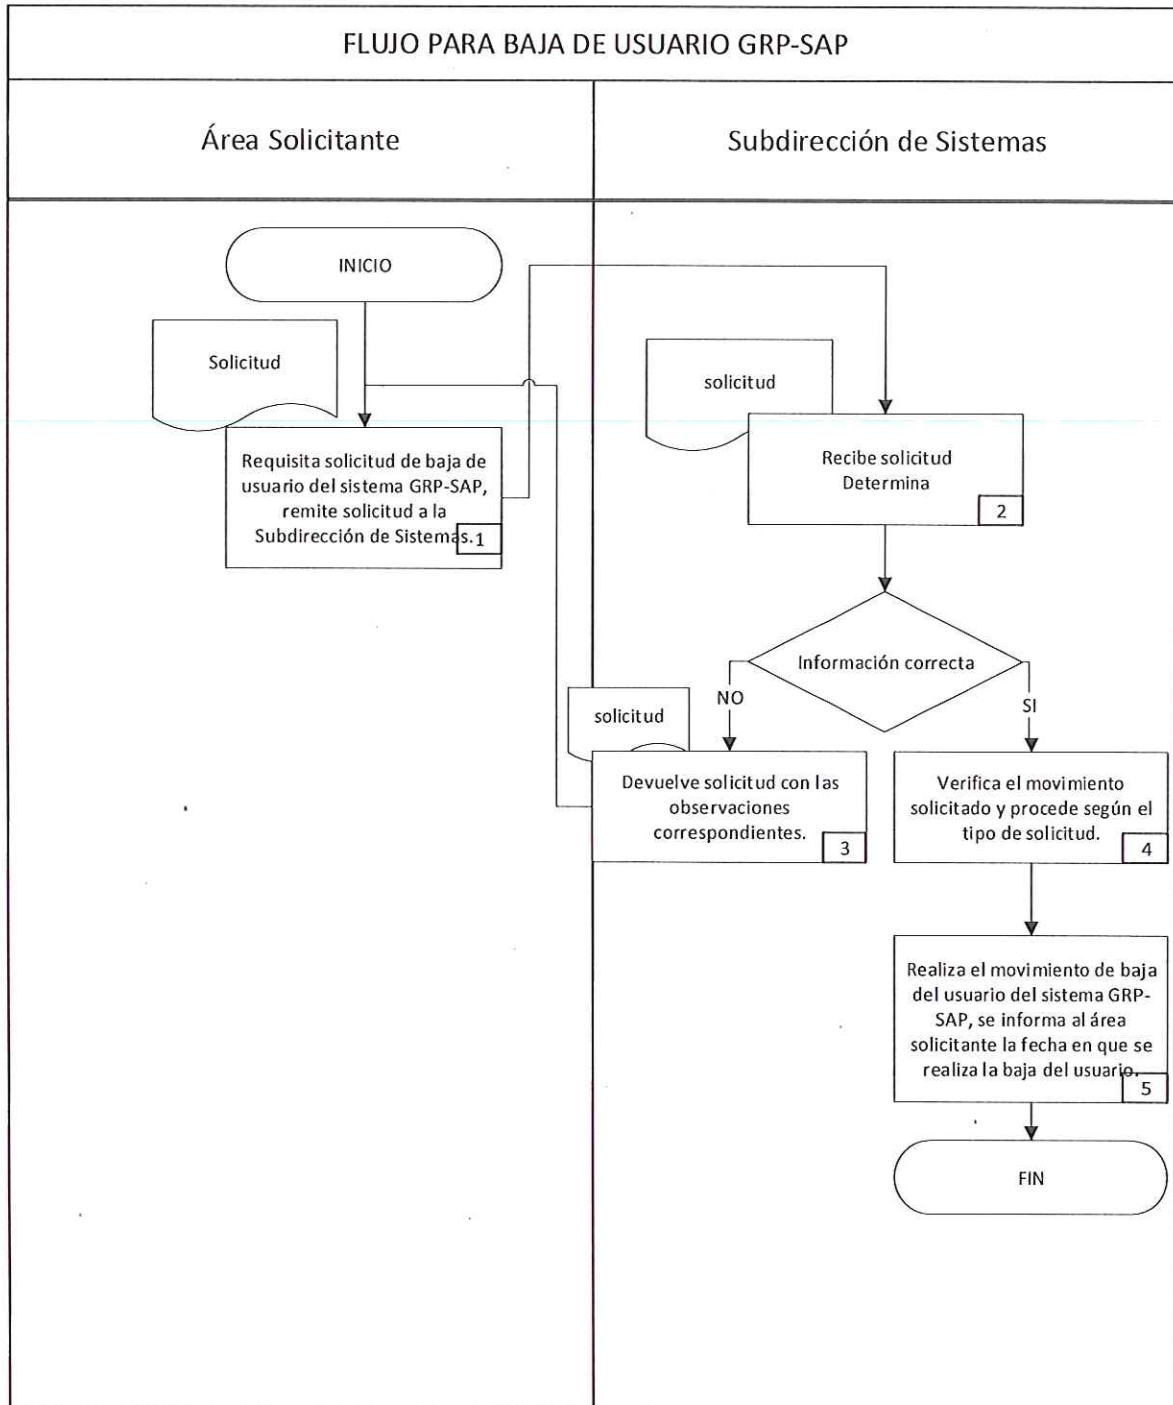 FLUJO PARA BAJA DE USUARIO GRP-SAP
Área Solicitante
Subdirección de Sistemas
INICIO
Solicitud
Requisita solicitud de baja de
usuario del sistema GRP-SAP,
remite solicitud a la
Subdirección de Sistemas.
1
solicitud
Recibe solicitud
Determina
2
Información correcta
NO
SI
solicitud
Devuelve solicitud con las
observaciones
correspondientes.
3
Verifica el movimiento
solicitado y procede según el
tipo de solicitud.
4
Realiza el movimiento de baja
del usuario del sistema GRP-
SAP, se informa al área
solicitante la fecha en que se
realiza la baja del usuario.
5
FIN